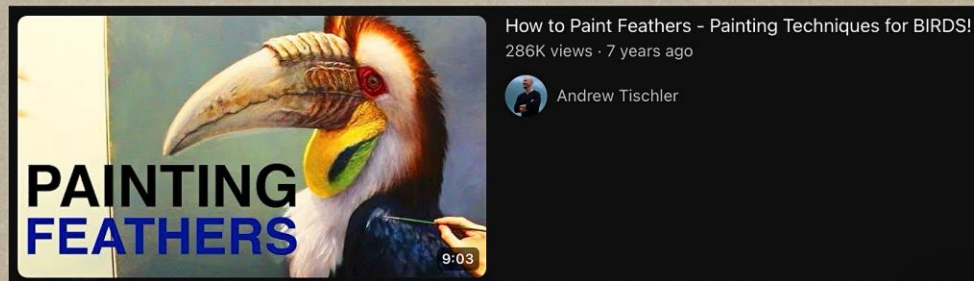 PAINTING
FEATHERS
9:03
How to Paint Feathers - Painting Techniques for BIRDS!
286K views · 7 years ago
Andrew Tischler